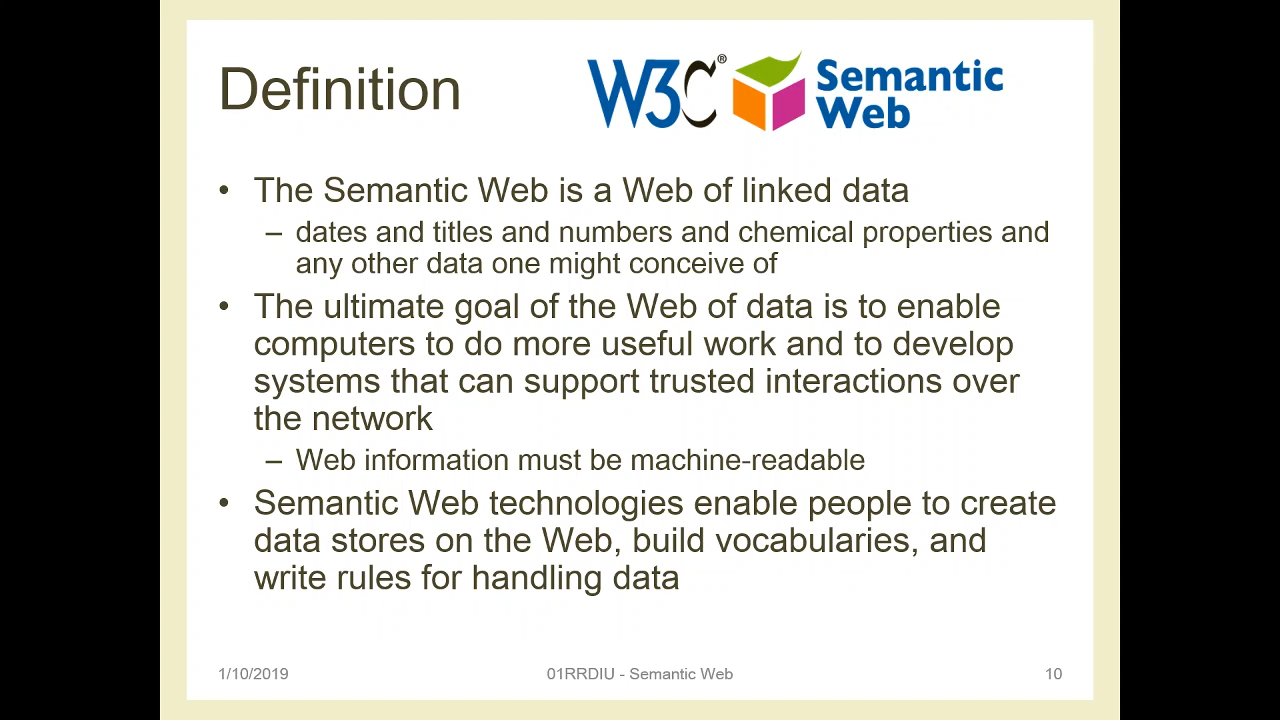 Definition
W3C® Semantic
Web
• The Semantic Web is a Web of linked data
– dates and titles and numbers and chemical properties and
any other data one might conceive of
• The ultimate goal of the Web of data is to enable
computers to do more useful work and to develop
systems that can support trusted interactions over
the network
– Web information must be machine-readable
• Semantic Web technologies enable people to create
data stores on the Web, build vocabularies, and
write rules for handling data
1/10/2019 01RRDIU - Semantic Web 10